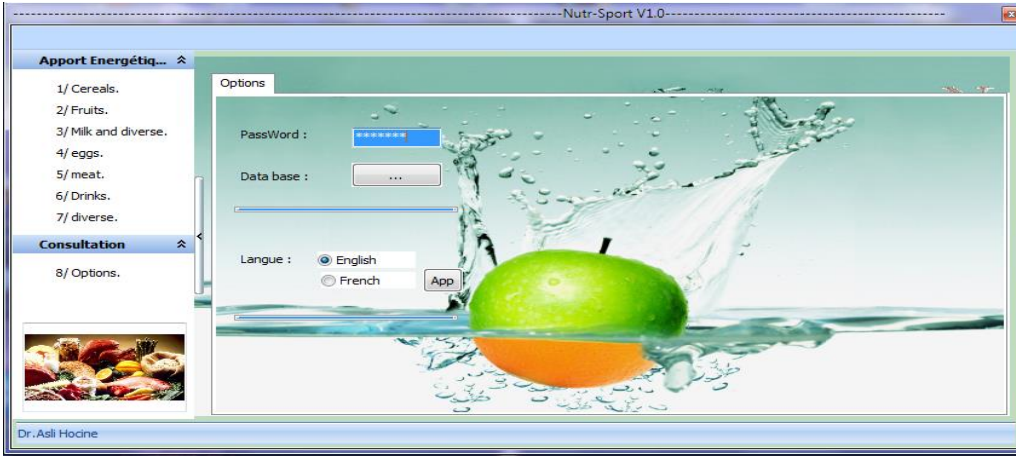 Nutr-Sport V1.0
Apport Energétiq...
1/ Cereals.
2/ Fruits.
3/ Milk and diverse.
4/ eggs.
5/ meat.
6/ Drinks.
7/ diverse.
Consultation
8/ Options.
Options
PassWord :
*******
Data base :
...
Langue :
English
French
App
Dr.Asli Hocine